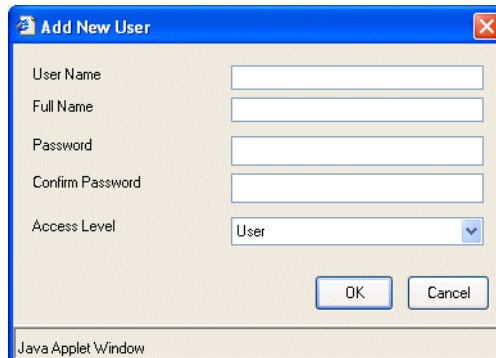 Add New User
User Name
Full Name
Password
Confirm Password
Access Level User
OK Cancel
Java Applet Window